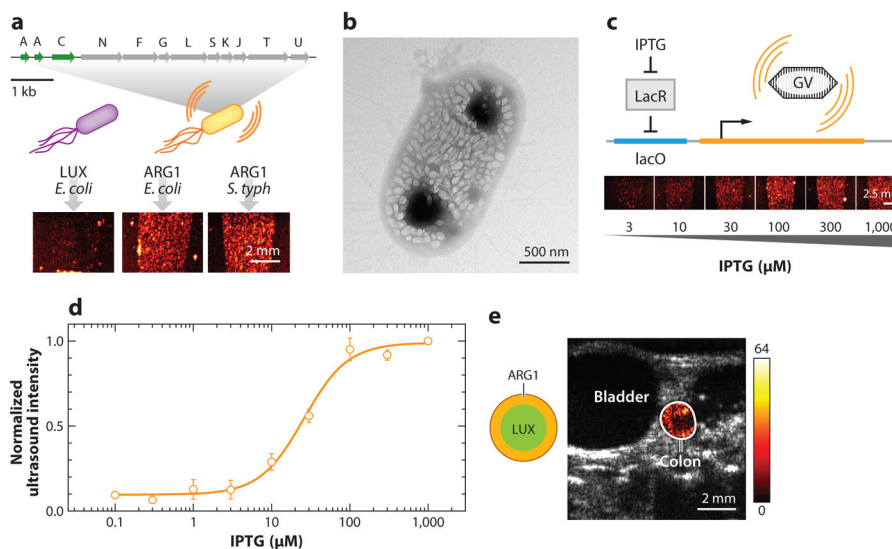 a
A A C N F G L S K J T U
1 kb
LUX
E. coli
ARG1
E. coli
ARG1
S. typh
2 mm
b
500 nm
c
IPTG
LacR
lacO
GV
2.5 m
3 10 30 100 300 1,000
IPTG (μM)
d
Normalized
ultrasound intensity
1.0
0.5
0.0
0.1 1 10 100 1,000
IPTG (μM)
e
ARG1
LUX
Bladder
Colon
2 mm
64
0